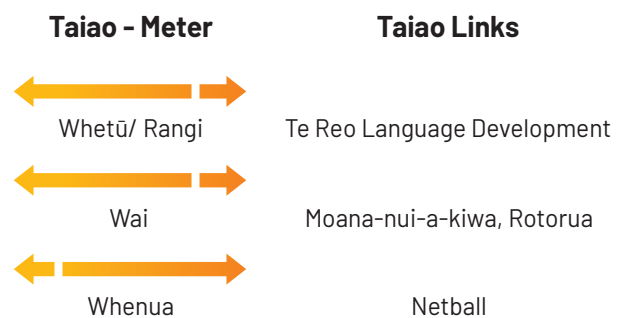 Taiao - Meter
Taiao Links
Whetū/ Rangi
Te Reo Language Development
Wai
Moana-nui-a-kiwa, Rotorua
Whenua
Netball